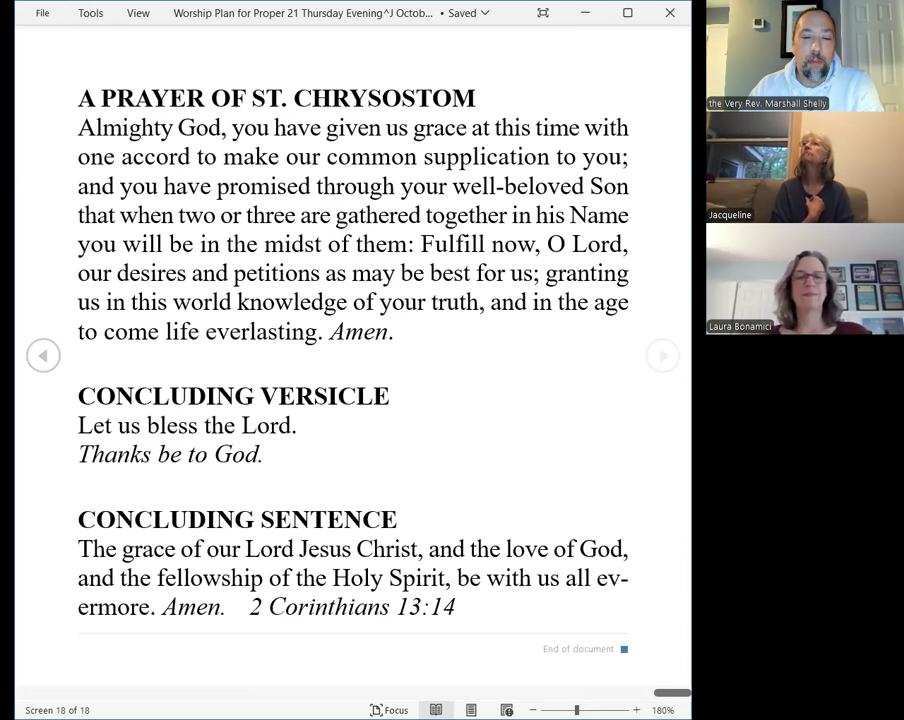 File Tools View Worship Plan for Proper 21 Thursday Evening^J Octob... • Saved
A PRAYER OF ST. CHRYSOSTOM
Almighty God, you have given us grace at this time with
one accord to make our common supplication to you;
and you have promised through your well-beloved Son
that when two or three are gathered together in his Name
you will be in the midst of them: Fulfill now, O Lord,
our desires and petitions as may be best for us; granting
us in this world knowledge of your truth, and in the age
to come life everlasting. Amen.
CONCLUDING VERSICLE
Let us bless the Lord.
Thanks be to God.
CONCLUDING SENTENCE
The grace of our Lord Jesus Christ, and the love of God,
and the fellowship of the Holy Spirit, be with us all ev-
ermore. Amen. 2 Corinthians 13:14
End of document
Screen 18 of 18 Focus 180%
the Very Rev. Marshall Shelly
Jacqueline
Laura Bonamici